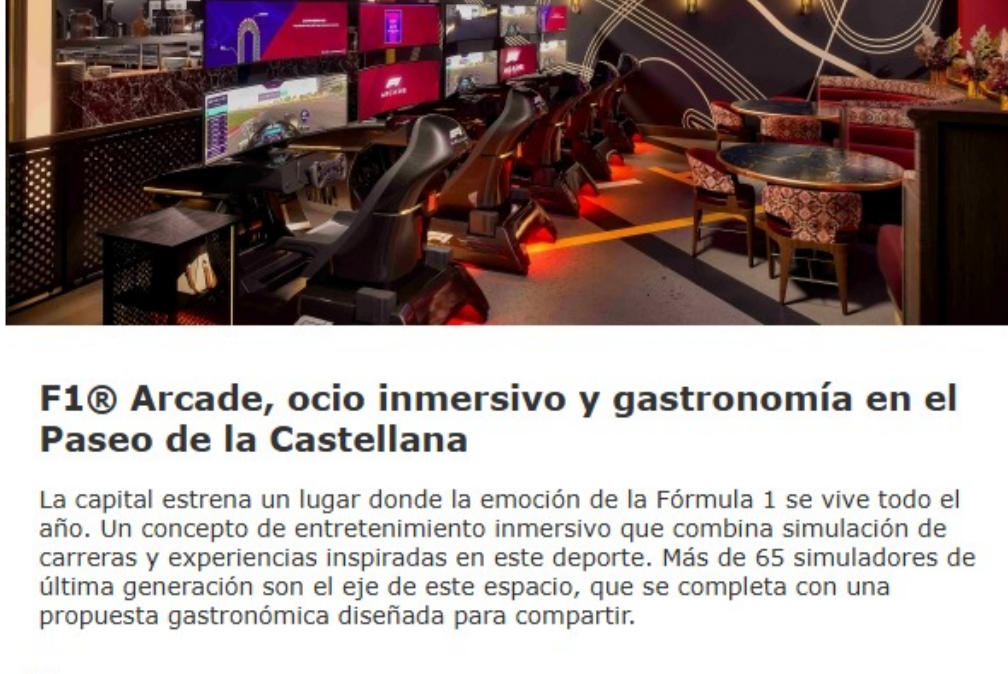 F1 ARCADE
F1® Arcade, ocio inmersivo y gastronomía en el
Paseo de la Castellana
La capital estrena un lugar donde la emoción de la Fórmula 1 se vive todo el
año. Un concepto de entretenimiento inmersivo que combina simulación de
carreras y experiencias inspiradas en este deporte. Más de 65 simuladores de
última generación son el eje de este espacio, que se completa con una
propuesta gastronómica diseñada para compartir.